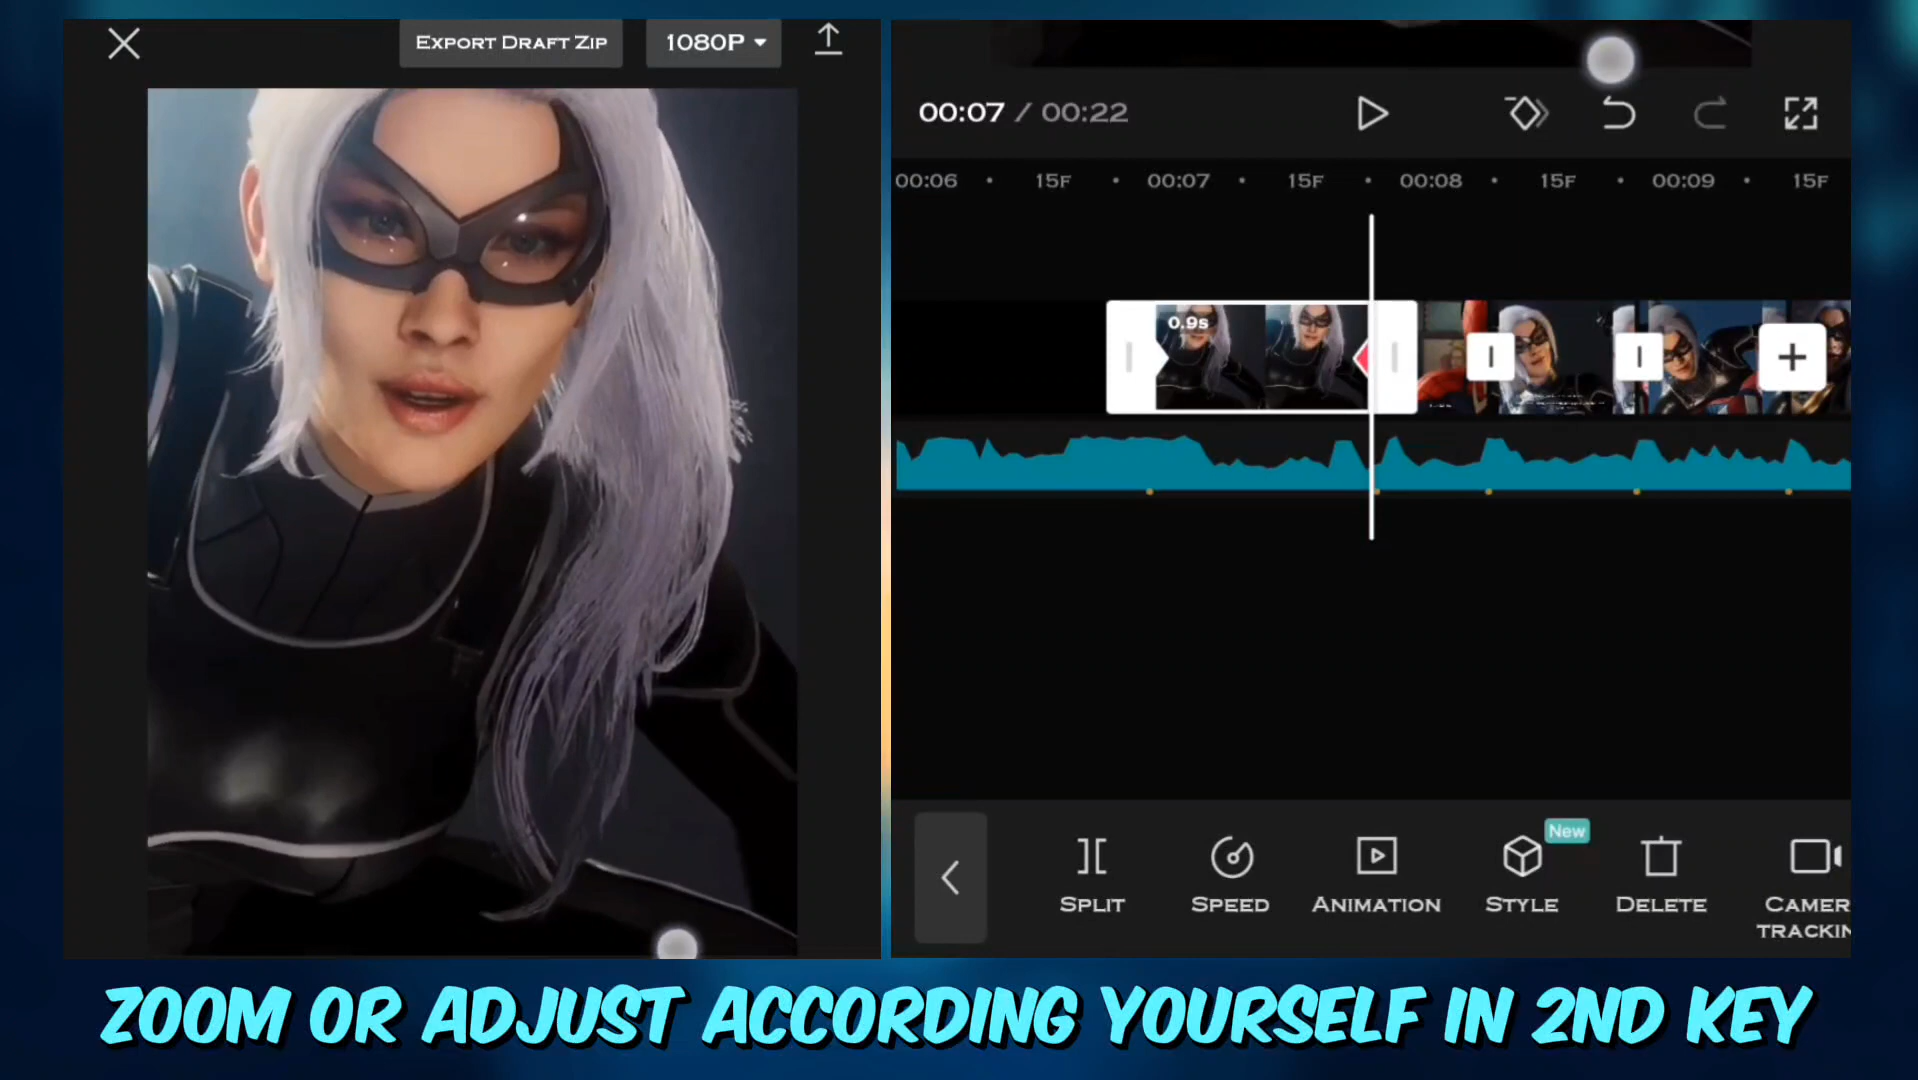 EXPORT DRAFT ZIP
1080P
00:07 / 00:22
00:06 15F 00:07 15F 00:08 15F 00:09 15F
0.9s
New
SPLIT SPEED ANIMATION STYLE DELETE CAMER
TRACKIN
ZOOM OR ADJUST ACCORDING YOURSELF IN 2ND KEY